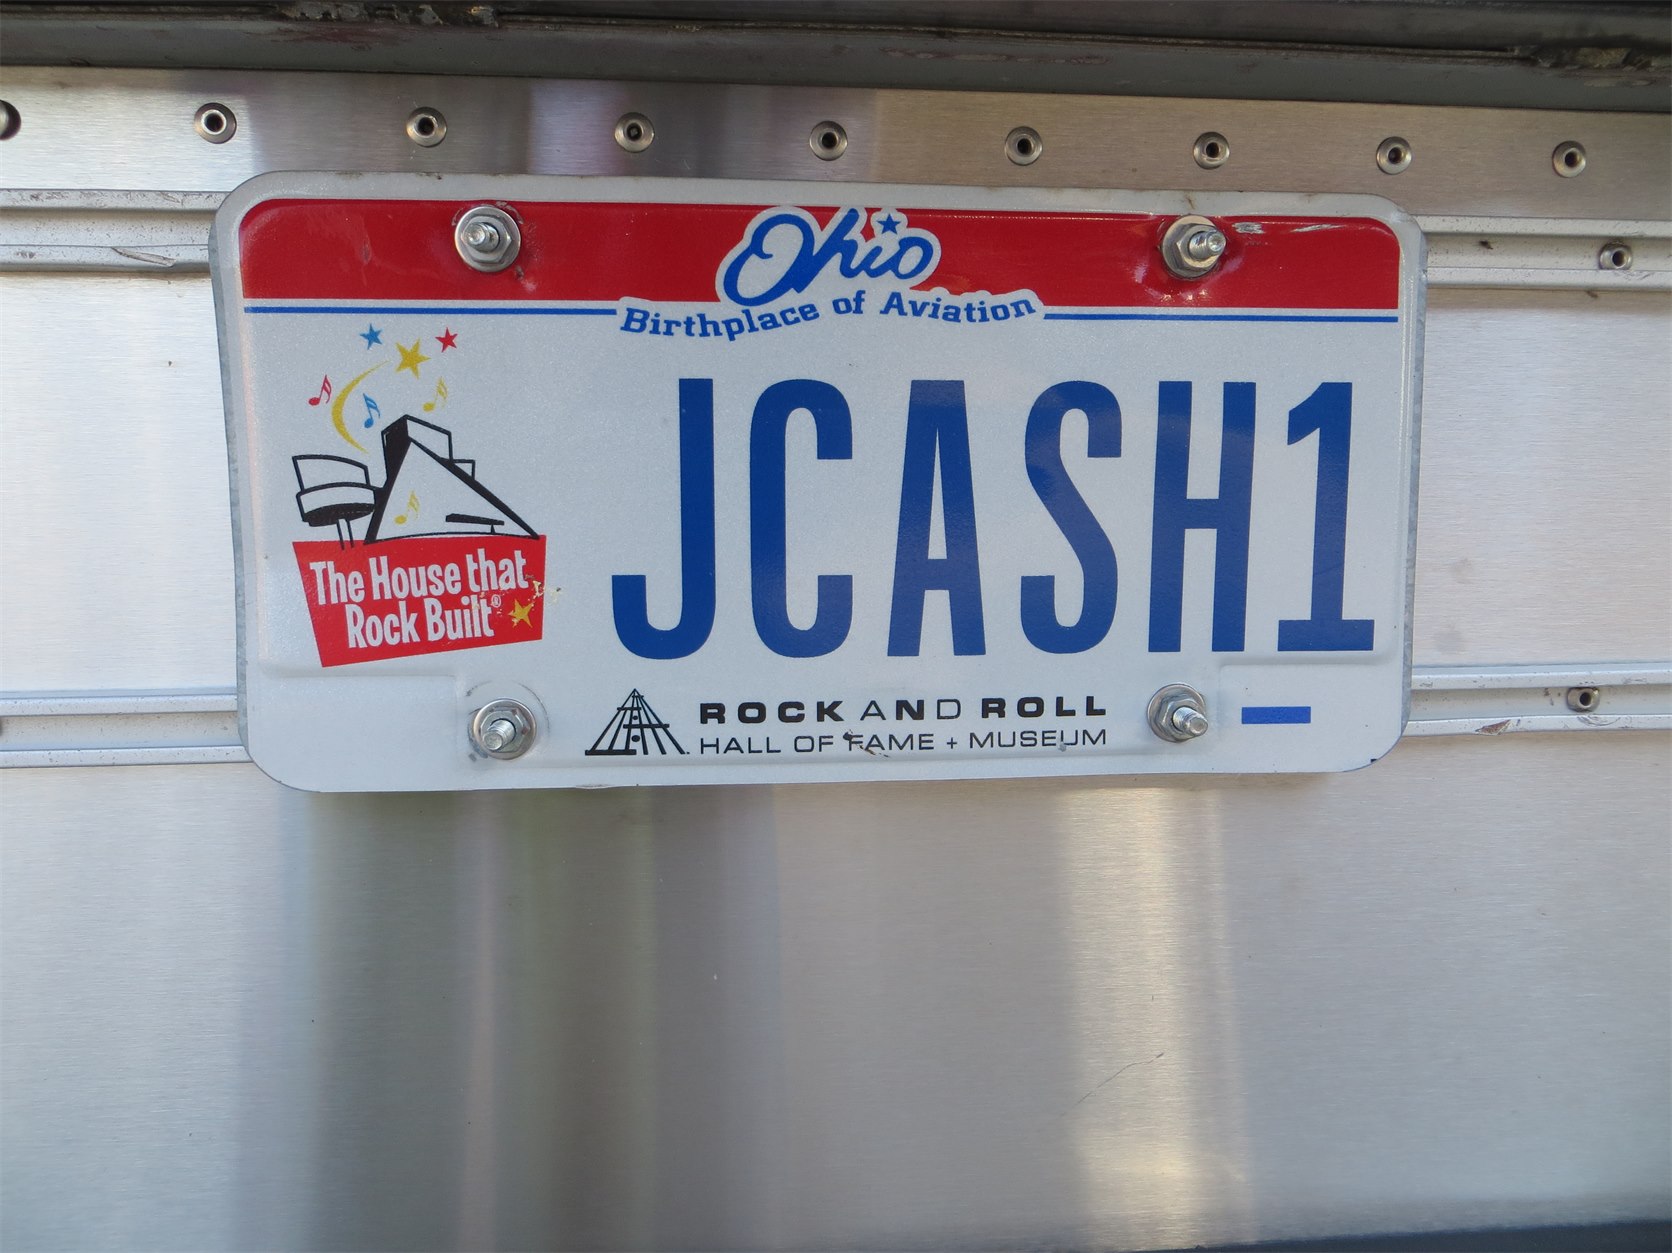 Ohio
Birthplace of Aviation
JCASH1
The House that
Rock Built®
ROCK AND ROLL
HALL OF FAME + MUSEUM